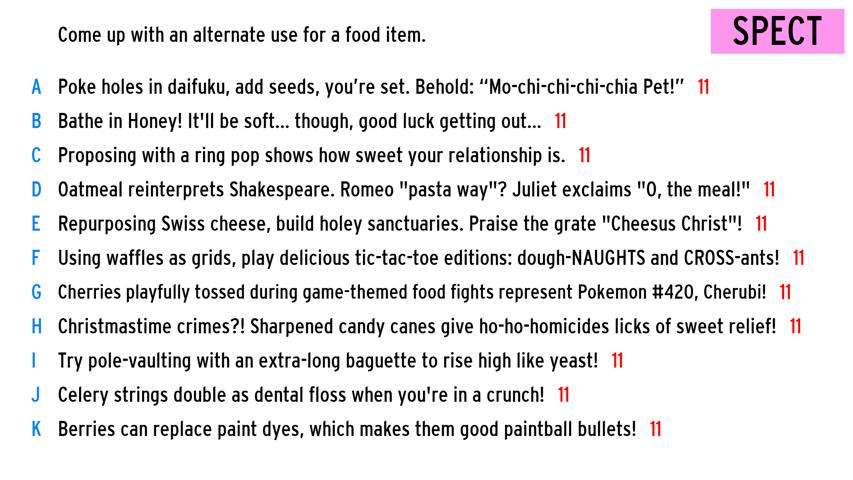 Come up with an alternate use for a food item.
SPECT
A Poke holes in daifuku, add seeds, you’re set. Behold: “Mo-chi-chi-chi-chia Pet!” 11
B Bathe in Honey! It'll be soft... though, good luck getting out... 11
C Proposing with a ring pop shows how sweet your relationship is. 11
D Oatmeal reinterprets Shakespeare. Romeo "pasta way"? Juliet exclaims "O, the meal!" 11
E Repurposing Swiss cheese, build holey sanctuaries. Praise the grate "Cheesus Christ"! 11
F Using waffles as grids, play delicious tic-tac-toe editions: dough-NAUGHTS and CROSS-ants! 11
G Cherries playfully tossed during game-themed food fights represent Pokemon #420, Cherubi! 11
H Christmastime crimes?! Sharpened candy canes give ho-ho-homicides licks of sweet relief! 11
I Try pole-vaulting with an extra-long baguette to rise high like yeast! 11
J Celery strings double as dental floss when you're in a crunch! 11
K Berries can replace paint dyes, which makes them good paintball bullets! 11